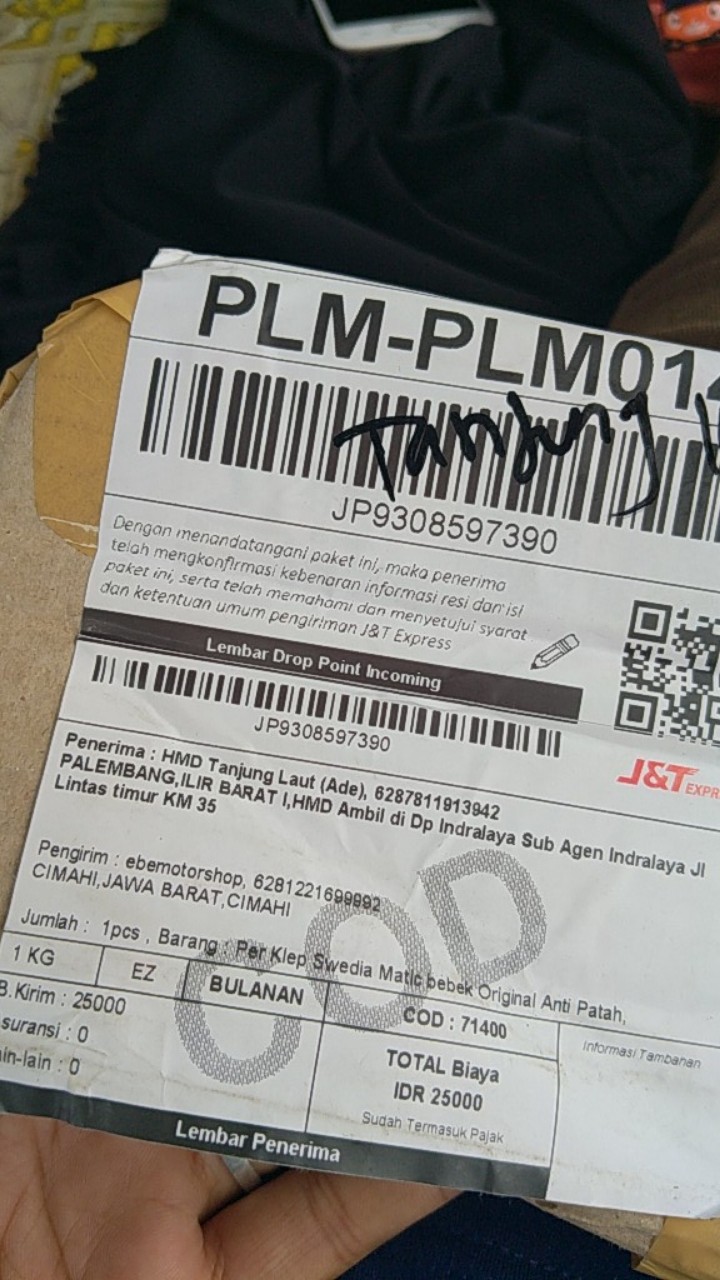 PLM-PLM014
Tanjung
JP9308597390
Dengan menandatangani paket ini, maka penerima
telah mengkonfirmasi kebenaran informasi resi dan isi
paket ini, serta telah memahami dan menyetujui syarat
dan ketentuan umum pengiriman J&T Express
Lembar Drop Point Incoming
JP9308597390
J&T EXPR
Penerima : HMD Tanjung Laut (Ade), 6287811913942
PALEMBANG,ILIR BARAT I,HMD Ambil di Dp Indralaya Sub Agen Indralaya Jl
Lintas timur KM 35
Pengirim : ebemotorshop, 6281221699992
CIMAHI,JAWA BARAT,CIMAHI
COD
Jumlah : 1pcs , Barang : Per Klep Swedia Matic bebek Original Anti Patah,
1 KG EZ BULANAN COD : 71400
B.Kirim : 25000
suransi : 0
in-lain : 0
TOTAL Biaya
IDR 25000
Sudah Termasuk Pajak
Informasi Tambahan
Lembar Penerima